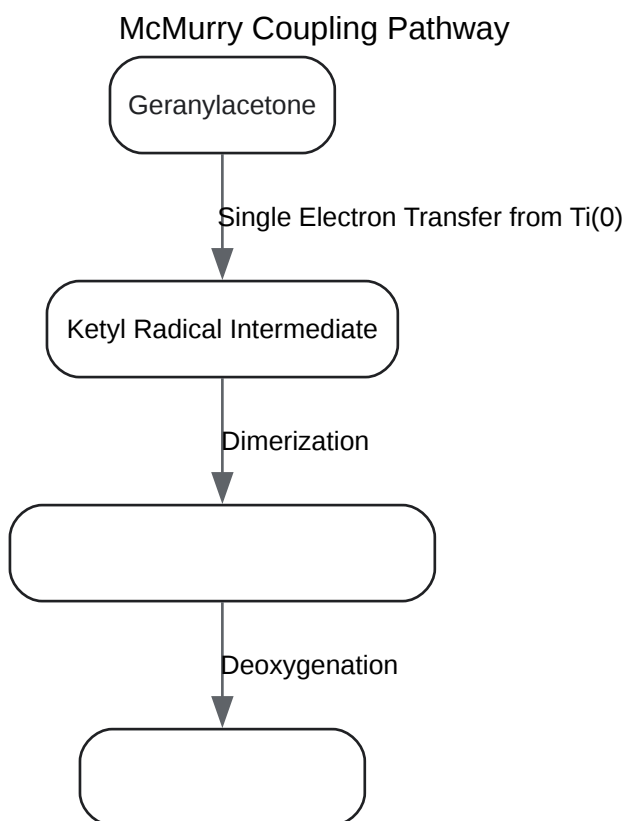 McMurry Coupling Pathway
Geranylacetone
Single Electron Transfer from Ti(0)
Ketyl Radical Intermediate
Dimerization
Deoxygenation